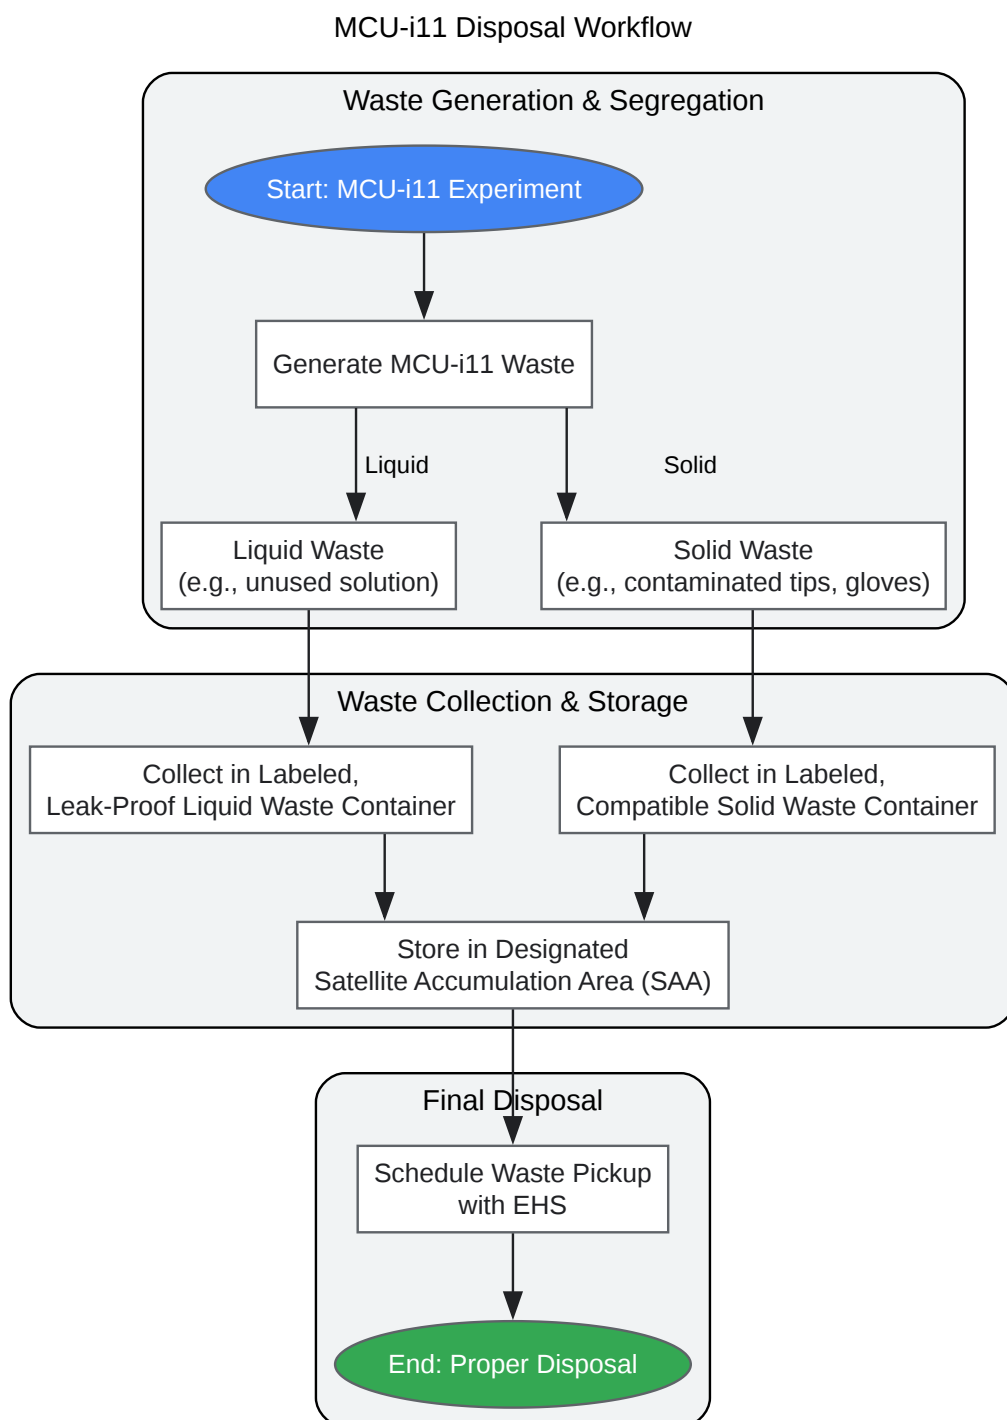 MCU-i11 Disposal Workflow
Waste Generation & Segregation
Start: MCU-i11 Experiment
Generate MCU-i11 Waste
Liquid
Solid
Liquid Waste
(e.g., unused solution)
Solid Waste
(e.g., contaminated tips, gloves)
Waste Collection & Storage
Collect in Labeled,
Leak-Proof Liquid Waste Container
Collect in Labeled,
Compatible Solid Waste Container
Store in Designated
Satellite Accumulation Area (SAA)
Final Disposal
Schedule Waste Pickup
with EHS
End: Proper Disposal